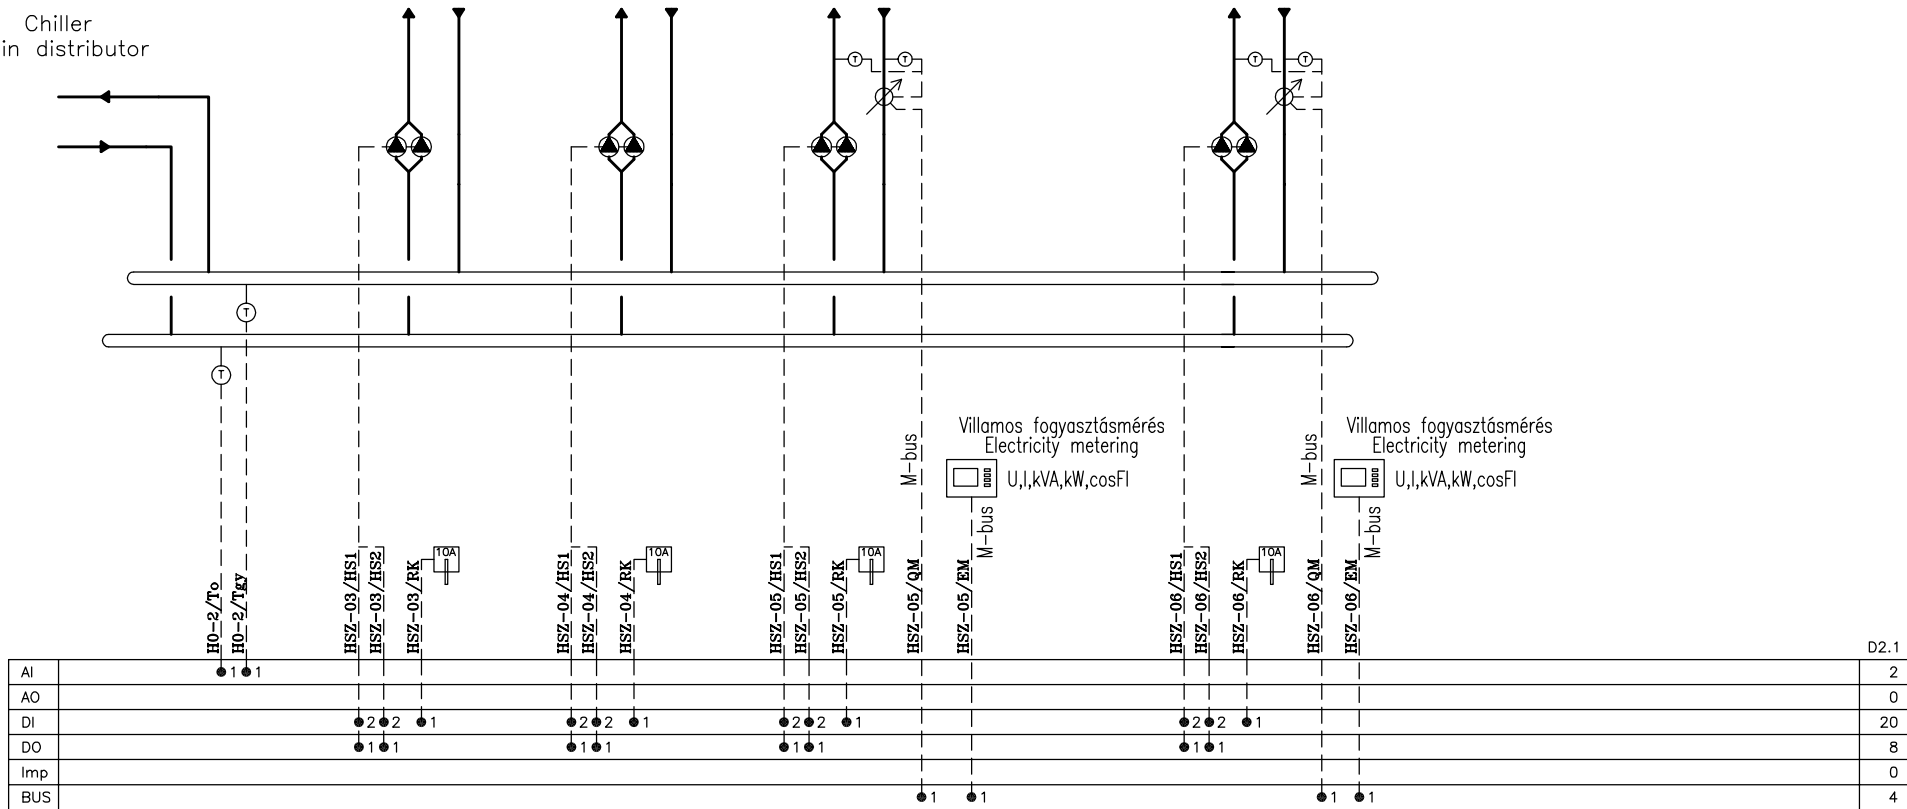 Chiller
in distributor
T
T
T
T
T
T
Villamos fogyasztásmérés
Electricity metering
U,I,kVA,kW,cosFI
M-bus
M-bus
Villamos fogyasztásmérés
Electricity metering
U,I,kVA,kW,cosFI
M-bus
M-bus
10A
10A
10A
10A
H0-2/To
H0-2/Tgy
HSZ-03/HS1
HSZ-03/HS2
HSZ-03/RK
HSZ-04/HS1
HSZ-04/HS2
HSZ-04/RK
HSZ-05/HS1
HSZ-05/HS2
HSZ-05/RK
HSZ-05/QM
HSZ-05/EM
HSZ-06/HS1
HSZ-06/HS2
HSZ-06/RK
HSZ-06/QM
HSZ-06/EM
D2.1
AI 1 1 2
AO 0
DI 2 2 1 2 2 1 2 2 1 2 2 1 20
DO 1 1 1 1 1 1 1 1 8
Imp 0
BUS 1 1 1 1 4